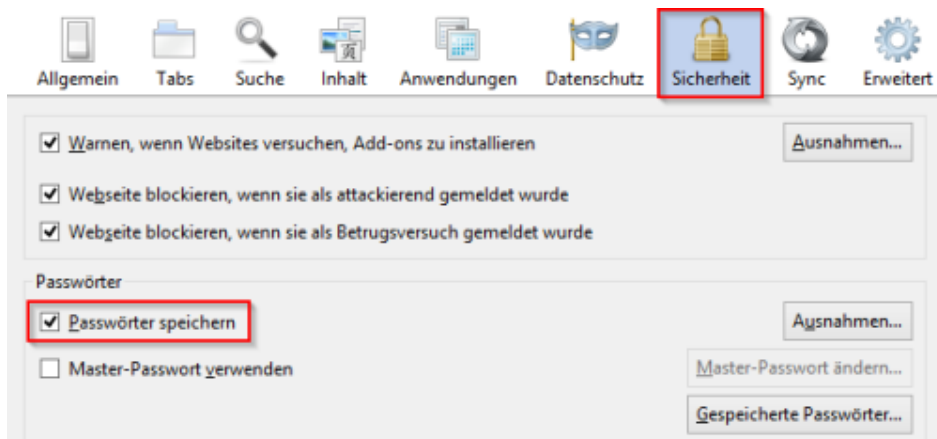 Allgemein Tabs Suche Inhalt Anwendungen Datenschutz Sicherheit Sync Erweitert
Warnen, wenn Websites versuchen, Add-ons zu installieren Ausnahmen...
Webseite blockieren, wenn sie als attackierend gemeldet wurde
Webseite blockieren, wenn sie als Betrugsversuch gemeldet wurde
Passwörter
Passwörter speichern Ausnahmen...
Master-Passwort verwenden Master-Passwort ändern...
Gespeicherte Passwörter...